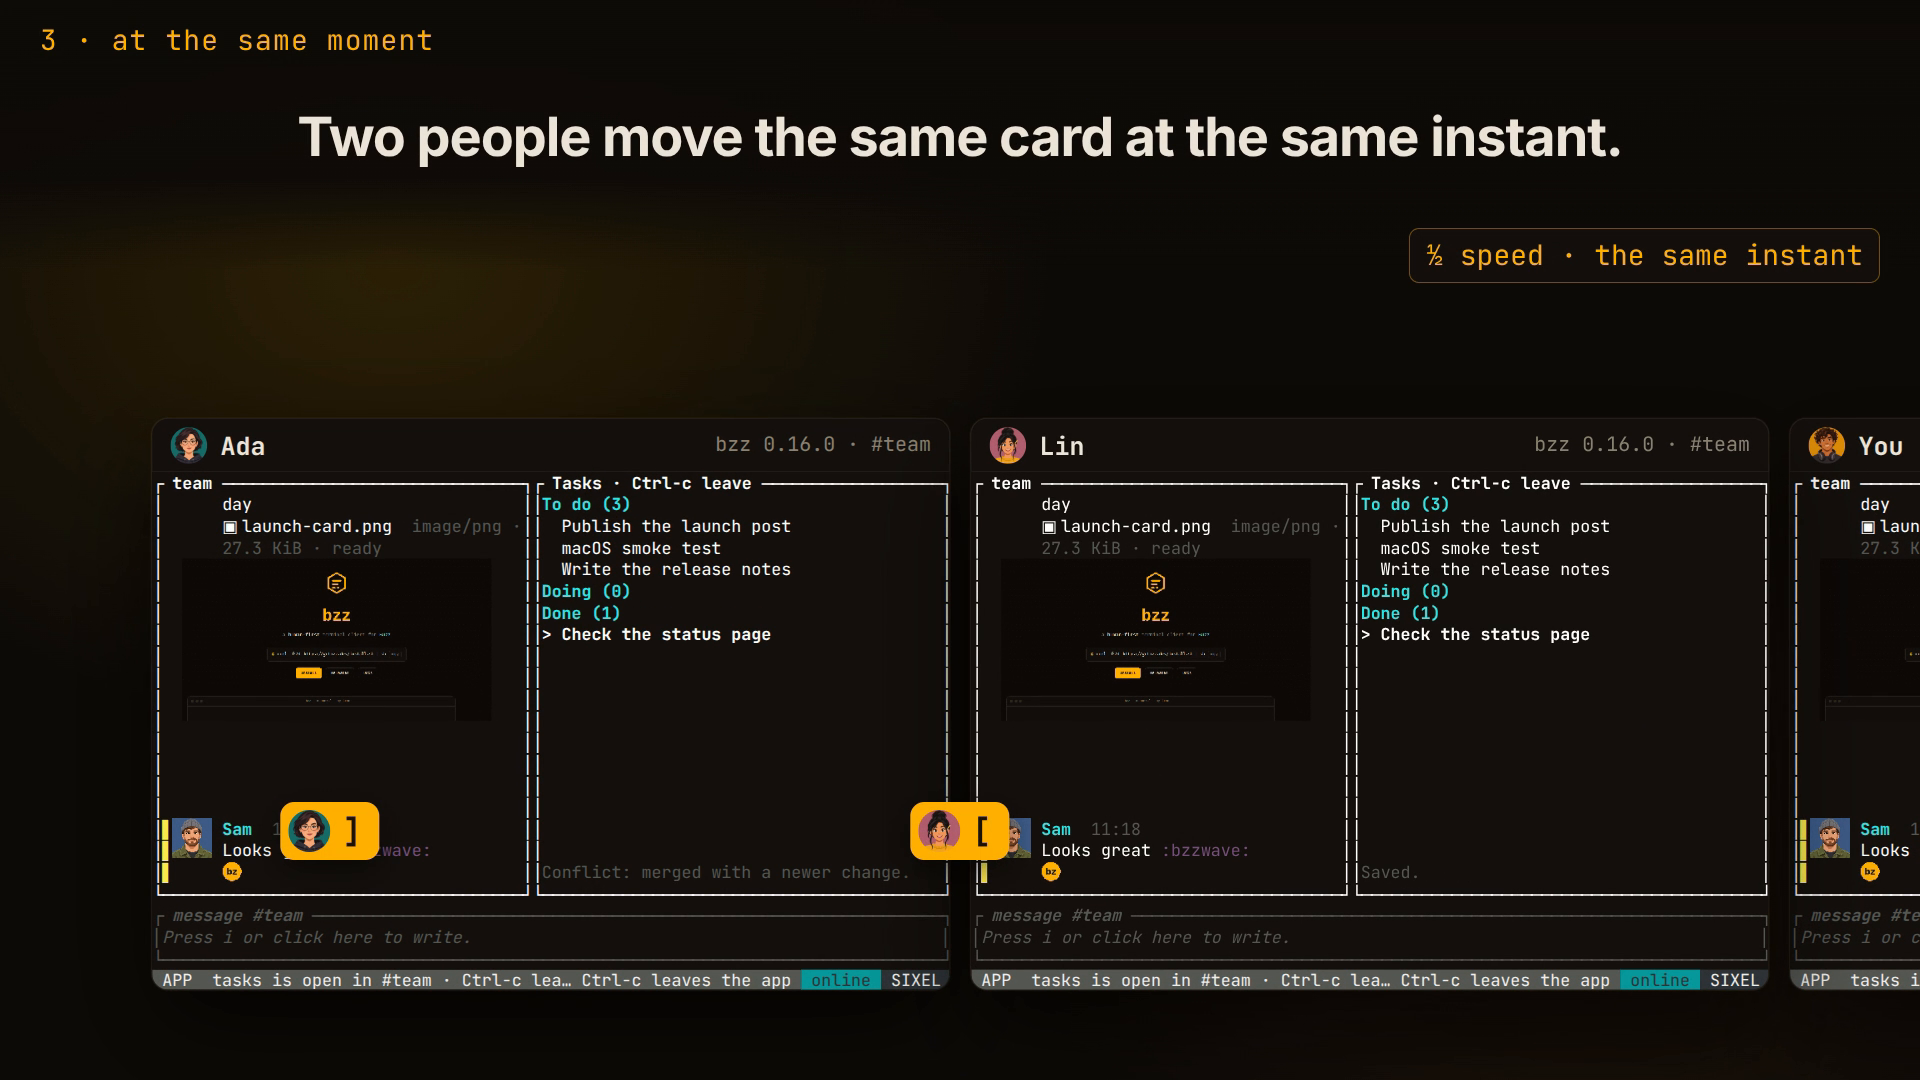 3 · at the same moment
Two people move the same card at the same instant.
½ speed · the same instant
Ada
bzz 0.16.0 · #team
team
day
▣ launch-card.png image/png ·
27.3 KiB · ready
bzz
Sam
Looks
wave:
bz
Tasks · Ctrl-c leave
To do (3)
Publish the launch post
macOS smoke test
Write the release notes
Doing (0)
Done (1)
> Check the status page
Conflict: merged with a newer change.
]
message #team
Press i or click here to write.
APP tasks is open in #team · Ctrl-c lea… Ctrl-c leaves the app online SIXEL
Lin
bzz 0.16.0 · #team
team
day
▣ launch-card.png image/png ·
27.3 KiB · ready
bzz
[
Sam 11:18
Looks great :bzzwave:
bz
Tasks · Ctrl-c leave
To do (3)
Publish the launch post
macOS smoke test
Write the release notes
Doing (0)
Done (1)
> Check the status page
Saved.
message #team
Press i or click here to write.
APP tasks is open in #team · Ctrl-c lea… Ctrl-c leaves the app online SIXEL
You
team
day
▣ laun
27.3 K
Sam 1
Looks
bz
message #te
Press i or c
APP tasks i